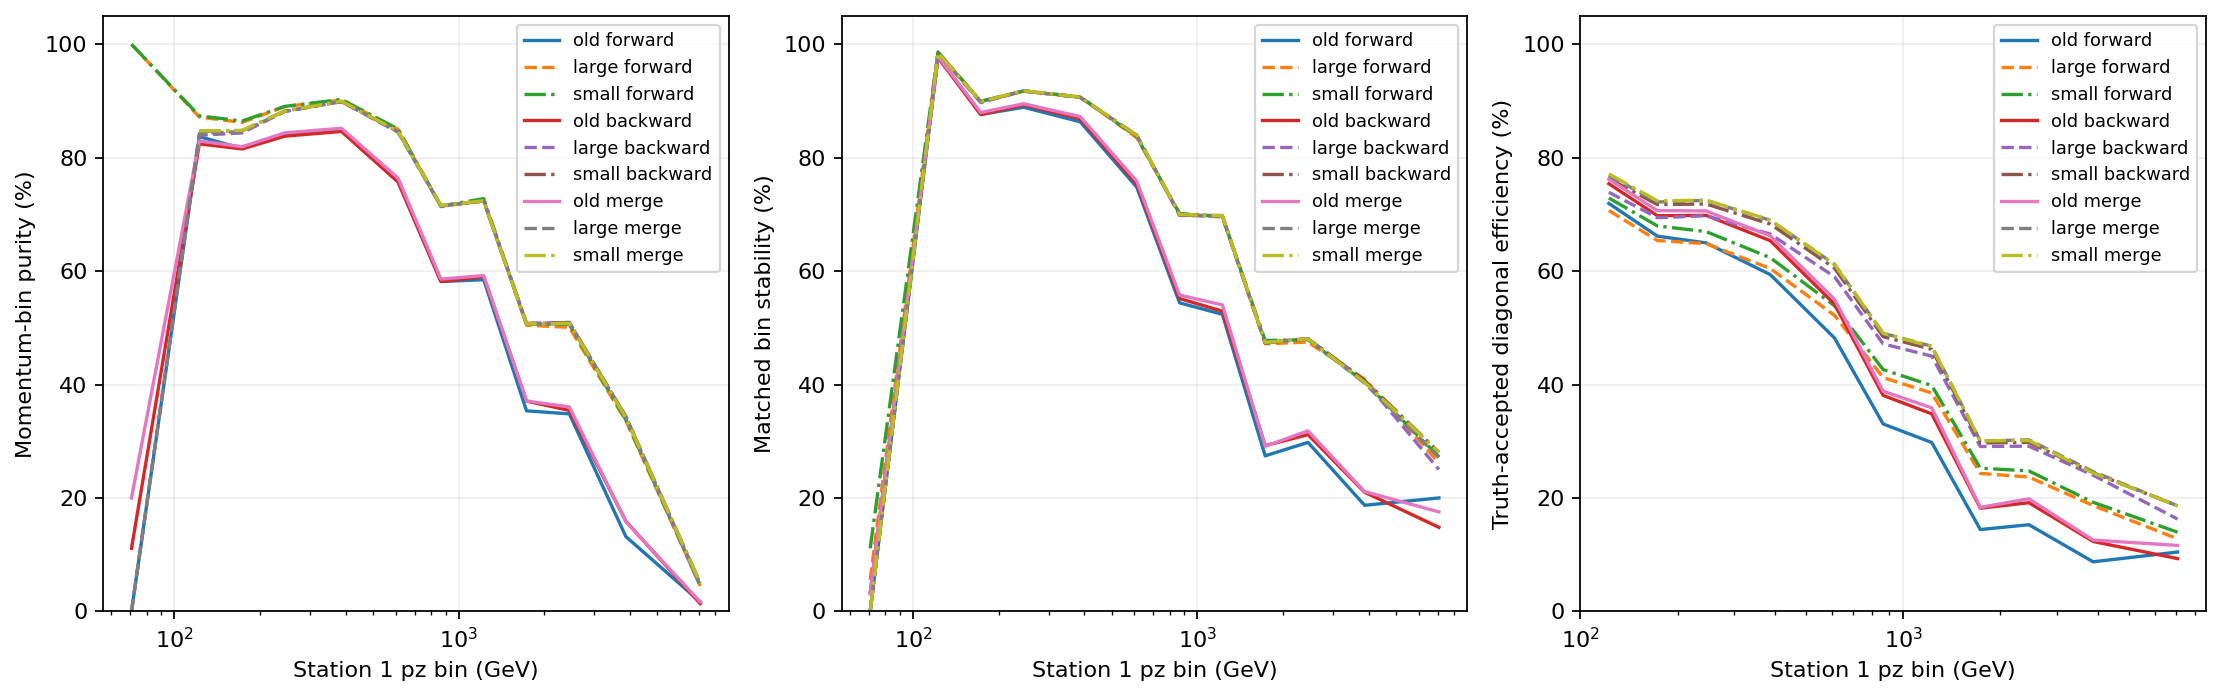 Momentum-bin purity (%)
100
80
60
40
20
0
10²
10³
Station 1 pz bin (GeV)
old forward
large forward
small forward
old backward
large backward
small backward
old merge
large merge
small merge
Matched bin stability (%)
100
80
60
40
20
0
10²
10³
Station 1 pz bin (GeV)
old forward
large forward
small forward
old backward
large backward
small backward
old merge
large merge
small merge
Truth-accepted diagonal efficiency (%)
100
80
60
40
20
0
10²
10³
Station 1 pz bin (GeV)
old forward
large forward
small forward
old backward
large backward
small backward
old merge
large merge
small merge